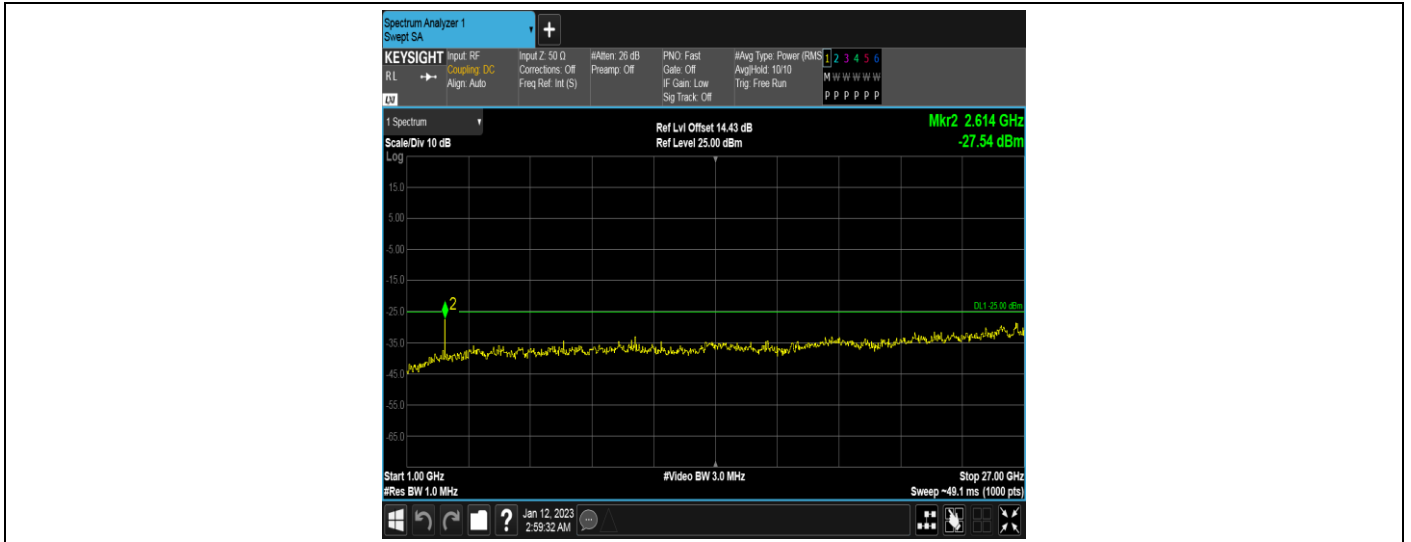 Spectrum Analyzer 1
Swept SA
+
KEYSIGHT
RL
LXI
Input: RF
Coupling: DC
Align: Auto
Input Z: 50 Ω
Corrections: Off
Freq Ref: Int (S)
#Atten: 26 dB
Preamp: Off
PNO: Fast
Gate: Off
IF Gain: Low
Sig Track: Off
#Avg Type: Power (RMS
Avg|Hold: 10/10
Trig: Free Run
1 2 3 4 5 6
M W W W W W
P P P P P P
1 Spectrum
Scale/Div 10 dB
Ref Lvl Offset 14.43 dB
Ref Level 25.00 dBm
Mkr2 2.614 GHz
-27.54 dBm
Log
15.0
5.00
-5.00
-15.0
2
DL1 -25.00 dBm
-25.0
-35.0
-45.0
-55.0
-65.0
Start 1.00 GHz
#Video BW 3.0 MHz
Stop 27.00 GHz
#Res BW 1.0 MHz
Sweep ~49.1 ms (1000 pts)
?
Jan 12, 2023
2:59:32 AM